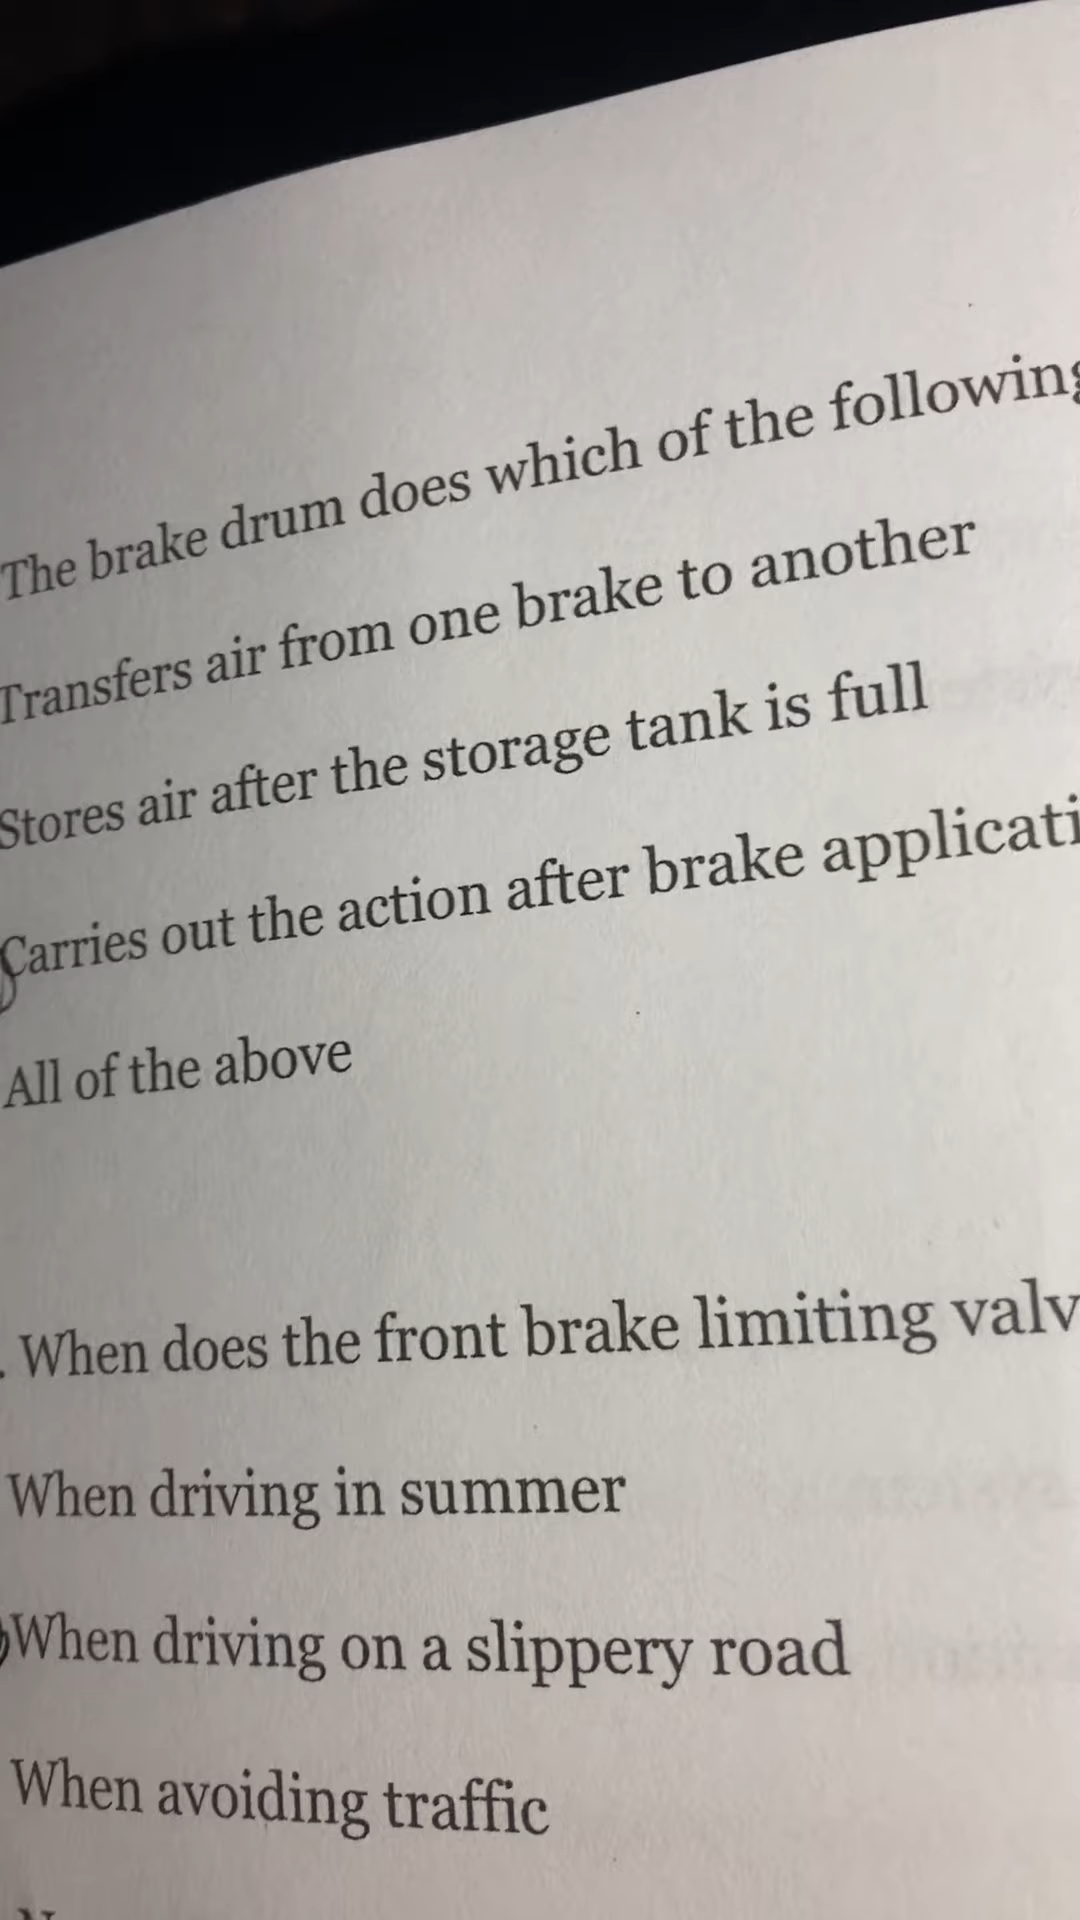 The brake drum does which of the following
Transfers air from one brake to another
Stores air after the storage tank is full
Carries out the action after brake applicati
All of the above
. When does the front brake limiting valv
When driving in summer
When driving on a slippery road
When avoiding traffic